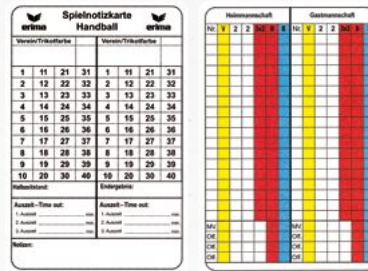 erima Spielnotizkarte erima
Handball
Verein/Trikotfarbe Verein/Trikotfarbe
1 11 21 31 1 11 21 31
2 12 22 32 2 12 22 32
3 13 23 33 3 13 23 33
4 14 24 34 4 14 24 34
5 15 25 35 5 15 25 35
6 16 26 36 6 16 26 36
7 17 27 37 7 17 27 37
8 18 28 38 8 18 28 38
9 19 29 39 9 19 29 39
10 20 30 40 10 20 30 40
Halbzeitstand: Endergebnis:
Auszeit–Time out: Auszeit–Time out:
1. Auszeit min. 1. Auszeit min.
2. Auszeit min. 2. Auszeit min.
3. Auszeit min. 3. Auszeit min.
Notizen:
Heimmannschaft Gastmannschaft
Nr. V 2 2 3x2 Nr. V 2 2
MV. MV.
Off. Off.
Off. Off.
Off. Off.
Off. Off.